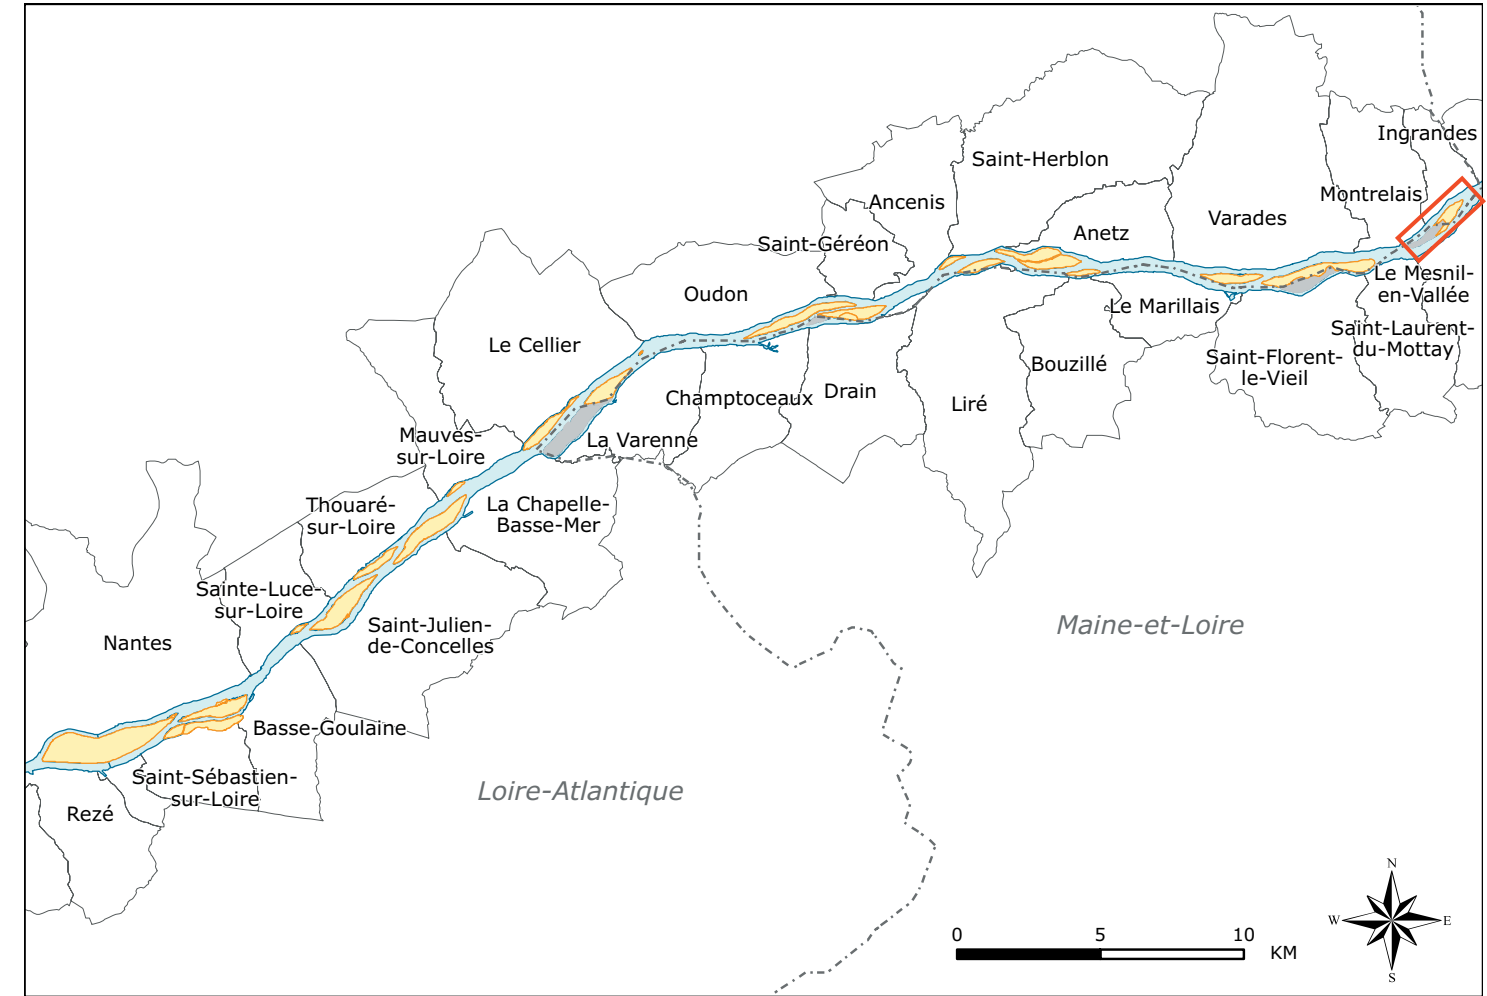 Ingrandes
Saint-Herblon
Montrelais
Ancenis
Varades
Anetz
Saint-Géréon
Le Mesnil-
en-Vallée
Oudon
Le Marillais
Saint-Laurent-
du-Mottay
Le Cellier
Saint-Florent-
le-Vieil
Bouzillé
Champtoceaux
Drain
Liré
Mauves-
sur-Loire
La Varenne
Thouaré-
sur-Loire
La Chapelle-
Basse-Mer
Sainte-Luce-
sur-Loire
Saint-Julien-
de-Concelles
Nantes
Maine-et-Loire
Basse-Goulaine
Saint-Sébastien-
sur-Loire
Loire-Atlantique
Rezé
N
W
E
S
0 5 10
KM